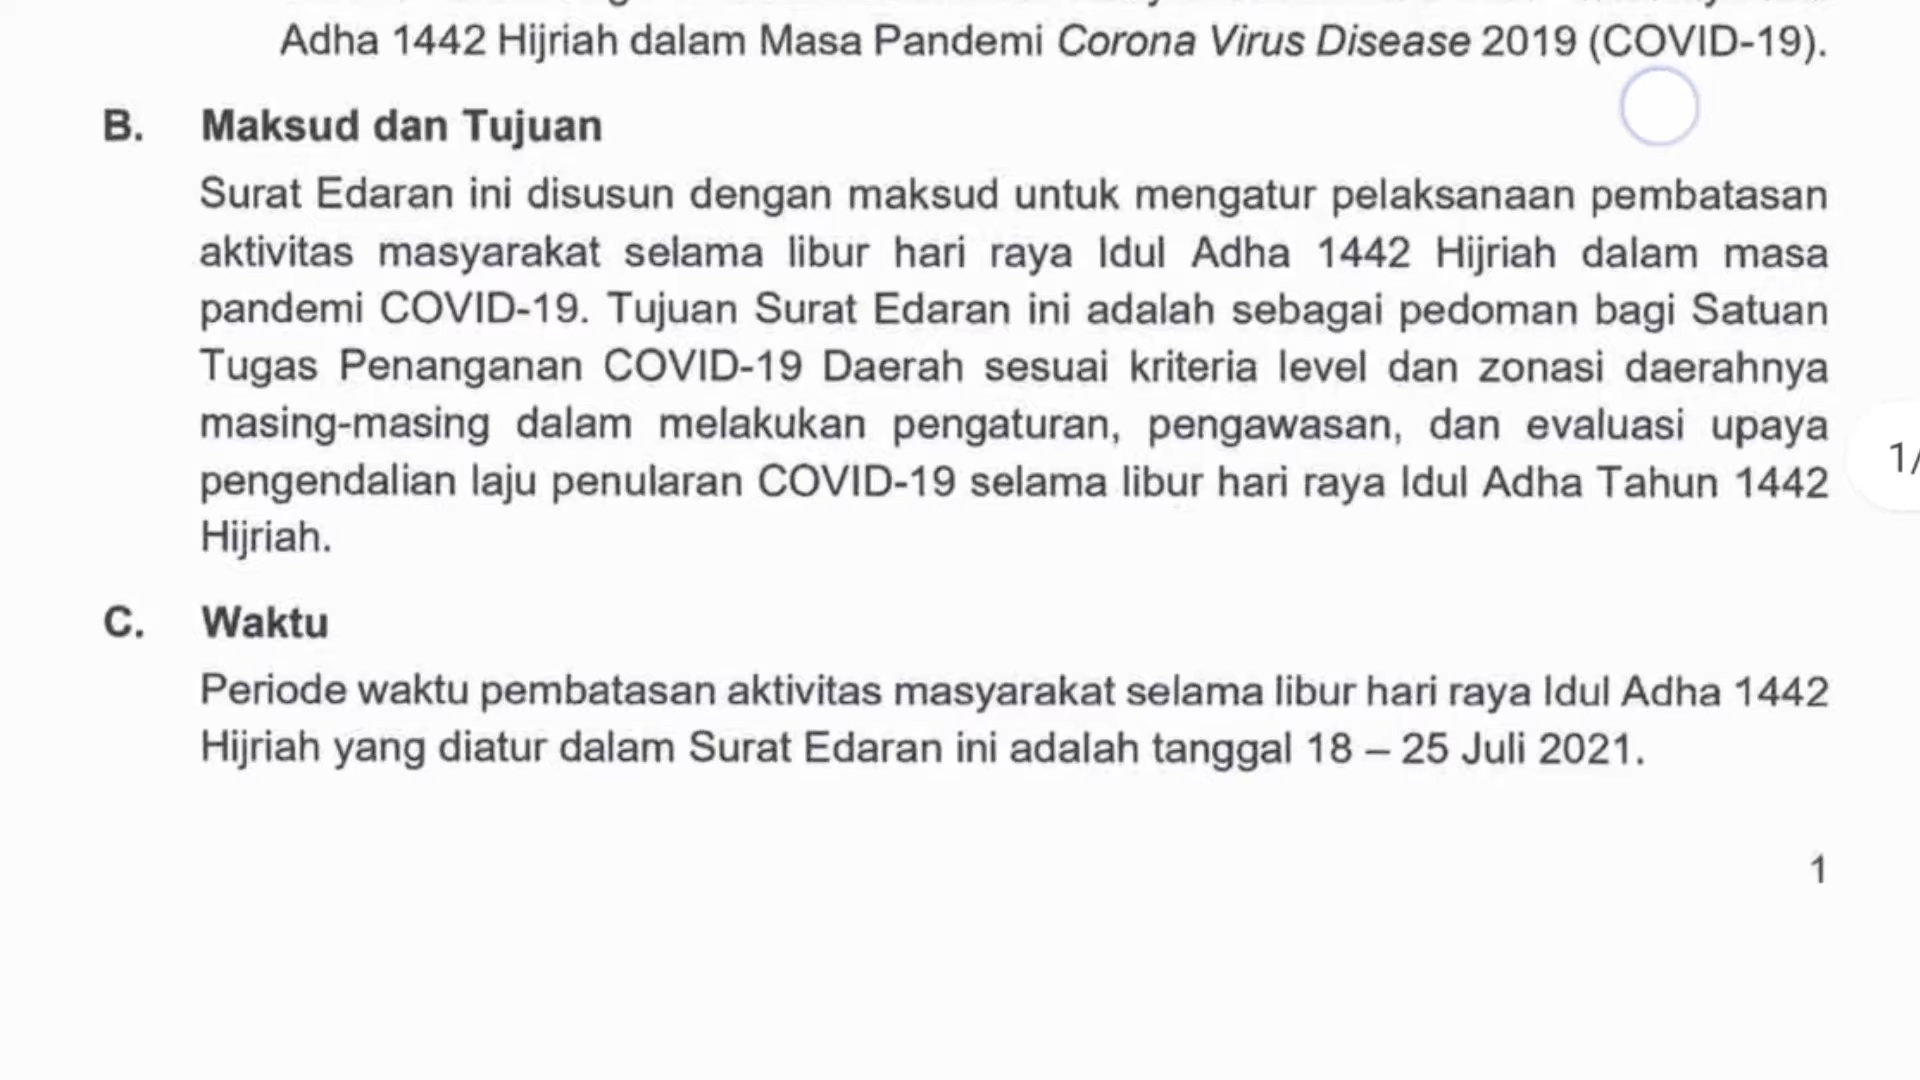 Adha 1442 Hijriah dalam Masa Pandemi Corona Virus Disease 2019 (COVID-19).
B. Maksud dan Tujuan
Surat Edaran ini disusun dengan maksud untuk mengatur pelaksanaan pembatasan
aktivitas masyarakat selama libur hari raya Idul Adha 1442 Hijriah dalam masa
pandemi COVID-19. Tujuan Surat Edaran ini adalah sebagai pedoman bagi Satuan
Tugas Penanganan COVID-19 Daerah sesuai kriteria level dan zonasi daerahnya
masing-masing dalam melakukan pengaturan, pengawasan, dan evaluasi upaya
pengendalian laju penularan COVID-19 selama libur hari raya Idul Adha Tahun 1442
Hijriah.
1/
C. Waktu
Periode waktu pembatasan aktivitas masyarakat selama libur hari raya Idul Adha 1442
Hijriah yang diatur dalam Surat Edaran ini adalah tanggal 18 – 25 Juli 2021.
1